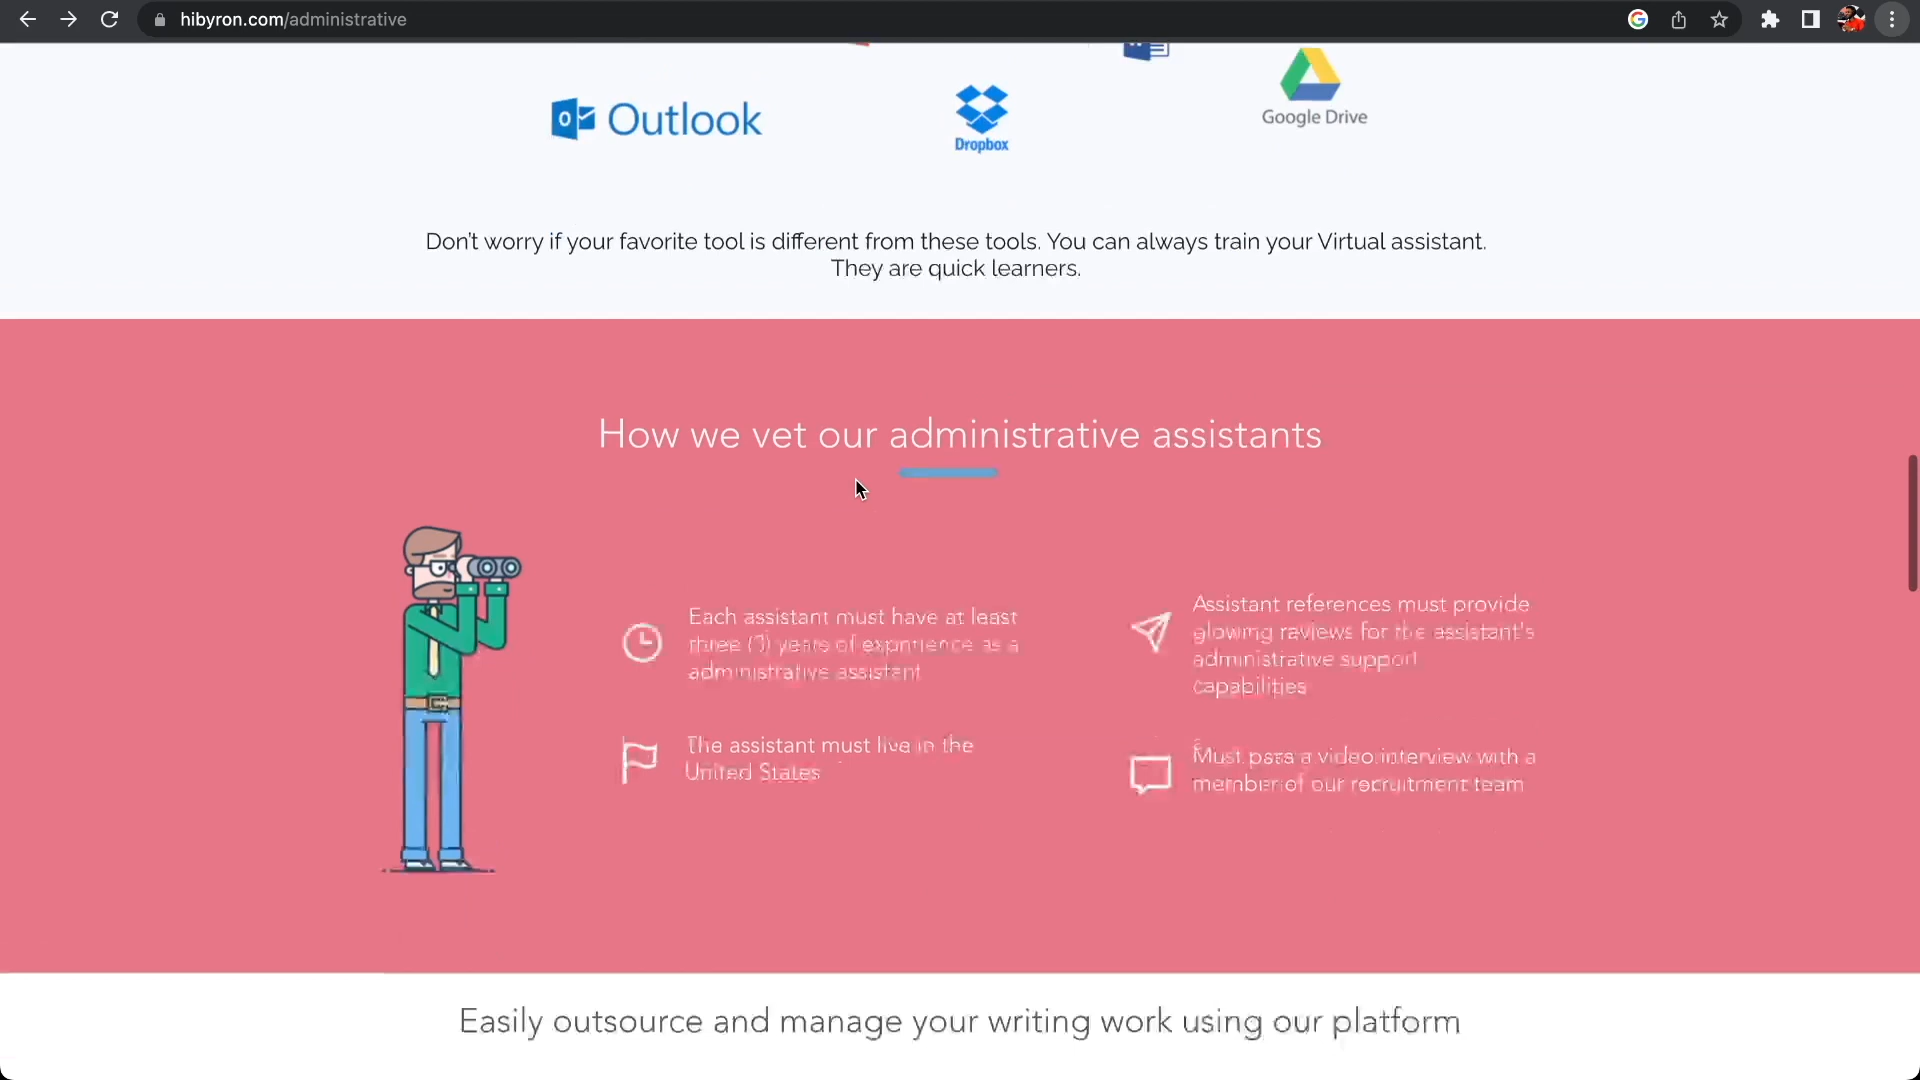 hibyron.com/administrative
Outlook
Dropbox
Google Drive
Don't worry if your favorite tool is different from these tools. You can always train your Virtual assistant.
They are quick learners.
How we vet our administrative assistants
Each assistant must have at least
three (3) years of experience as a
administrative assistant
Assistant references must provide
glowing reviews for the assistant's
administrative support
capabilities
The assistant must live in the
United States
Must pass a video interview with a
member of our recruitment team
Easily outsource and manage your writing work using our platform